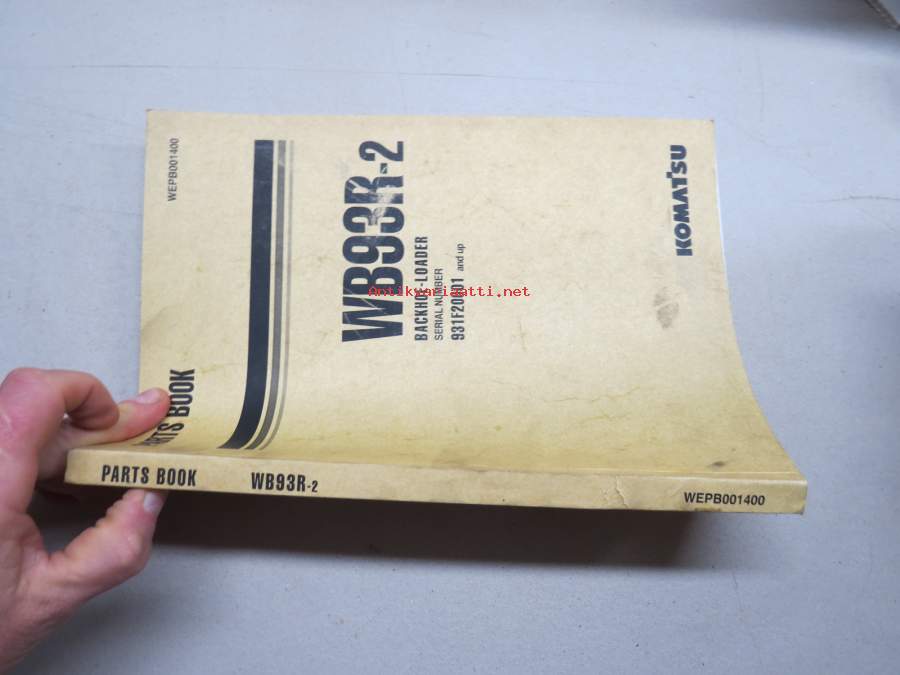 WEPB001400
PARTS BOOK
WB93R-2
BACKHOE-LOADER
SERIAL NUMBER
and up
KOMATSU
Antikvariaatti.net
PARTS BOOK WB93R-2 WEPB001400